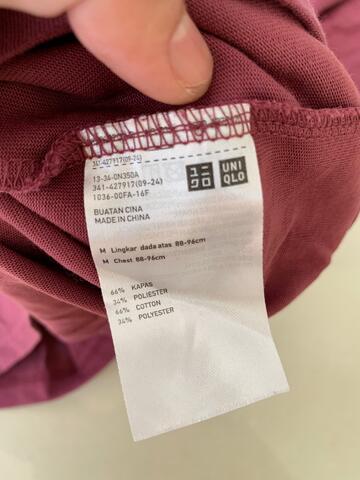 341-427917(09-24)
13-34-0N350A
341-427917(09-24)
1036-00FA-16F
ユニ
クロ
UNI
QLO
BUATAN CINA
MADE IN CHINA
M Lingkar dada atas 88-96cm
M Chest 88-96cm
66% KAPAS
34% POLIESTER
66% COTTON
34% POLYESTER